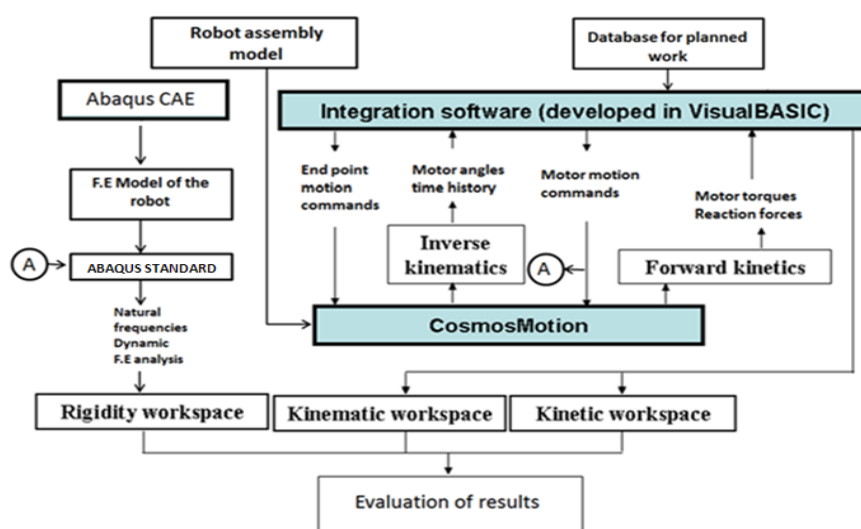 Robot assembly
model
Database for planned
work
Abaqus CAE
Integration software (developed in VisualBASIC)
End point
motion
commands
Motor angles
time history
Motor motion
commands
Motor torques
Reaction forces
F.E Model of the
robot
Inverse
kinematics
A
Forward kinetics
A
ABAQUS STANDARD
CosmosMotion
Natural
frequencies
Dynamic
F.E analysis
Rigidity workspace
Kinematic workspace
Kinetic workspace
Evaluation of results